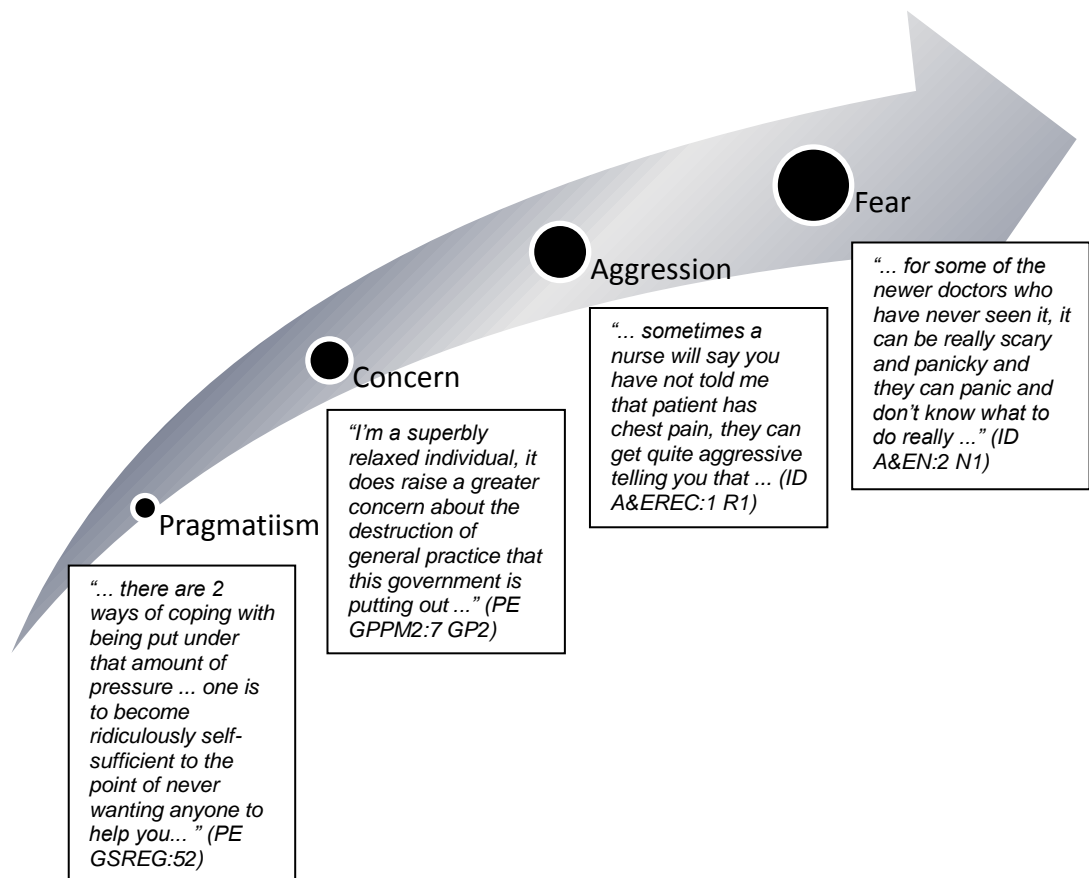 Pragmatiism
"... there are 2
ways of coping with
being put under
that amount of
pressure ... one is
to become
ridiculously self-
sufficient to the
point of never
wanting anyone to
help you... ” (PE
GSREG:52)
Concern
“I’m a superbly
relaxed individual, it
does raise a greater
concern about the
destruction of
general practice that
this government is
putting out ...” (PE
GPPM2:7 GP2)
Aggression
“... sometimes a
nurse will say you
have not told me
that patient has
chest pain, they can
get quite aggressive
telling you that ... (ID
A&EREC:1 R1)
Fear
“... for some of the
newer doctors who
have never seen it, it
can be really scary
and panicky and
they can panic and
don’t know what to
do really ...” (ID
A&EN:2 N1)